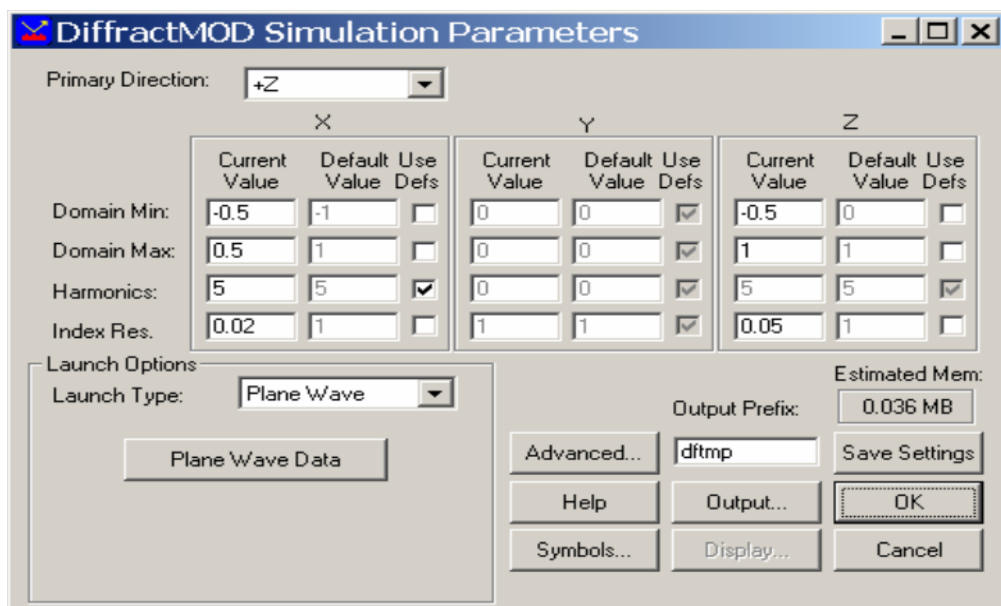 DiffractMOD Simulation Parameters
Primary Direction: +Z
X Y Z
Current Default Use Current Default Use Current Default Use
Value Value Defs Value Value Defs Value Value Defs
Domain Min: -0.5 -1 0 0 -0.5 0
Domain Max: 0.5 1 0 0 1 1
Harmonics: 5 5 0 0 5 5
Index Res. 0.02 1 1 1 0.05 1
Launch Options
Launch Type: Plane Wave
Plane Wave Data
Estimated Mem:
Output Prefix: 0.036 MB
Advanced... dftmp Save Settings
Help Output... OK
Symbols... Display... Cancel